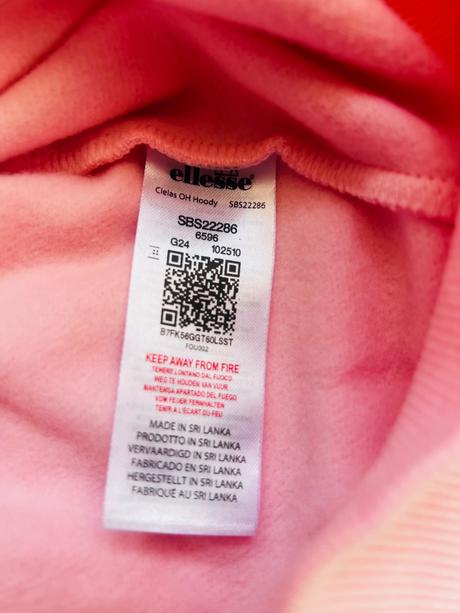 ellesse
Cielas OH Hoody SBS22286
SBS22286
6596
G24 102510
B7FK56GGT60LSST
FOU002
KEEP AWAY FROM FIRE
TENERE LONTANO DAL FUOCO
WEG TE HOUDEN VAN VUUR
MANTENGA APARTADO DEL FUEGO
VOM FEUER FERNHALTEN
TENIR A L'ÉCART DU FEU
MADE IN SRI LANKA
PRODOTTO IN SRI LANKA
VERVAARDIGD IN SRI LANKA
FABRICADO EN SRI LANKA
HERGESTELLT IN SRI LANKA
FABRIQUÉ AU SRI LANKA